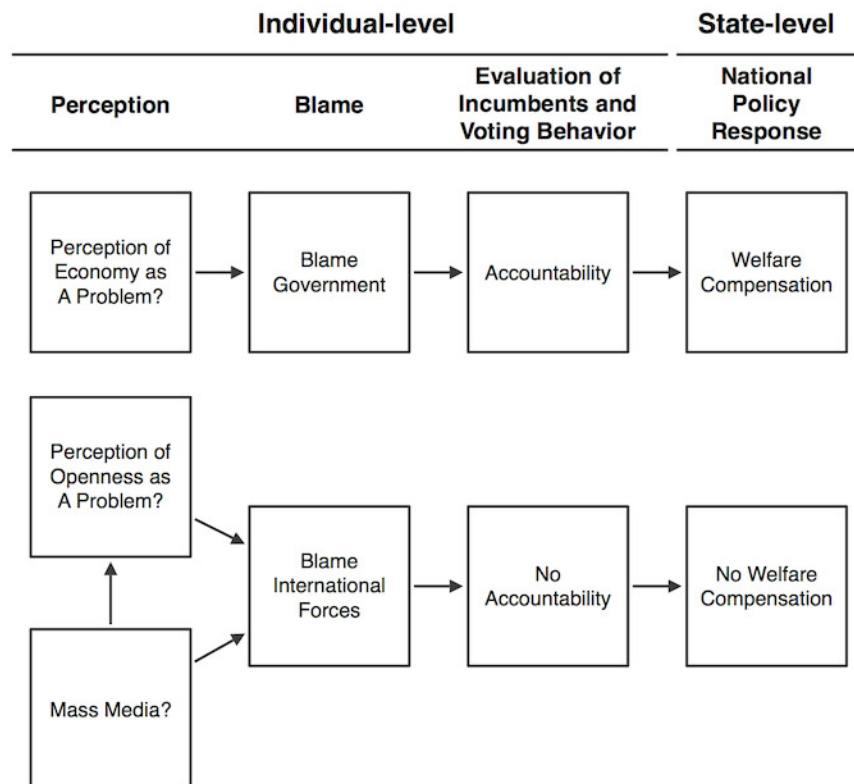 Individual-level
State-level
Perception
Blame
Evaluation of
Incumbents and
Voting Behavior
National
Policy
Response
Perception of
Economy as
A Problem?
Blame
Government
Accountability
Welfare
Compensation
Perception of
Openness as
A Problem?
Blame
International
Forces
No
Accountability
No Welfare
Compensation
Mass Media?